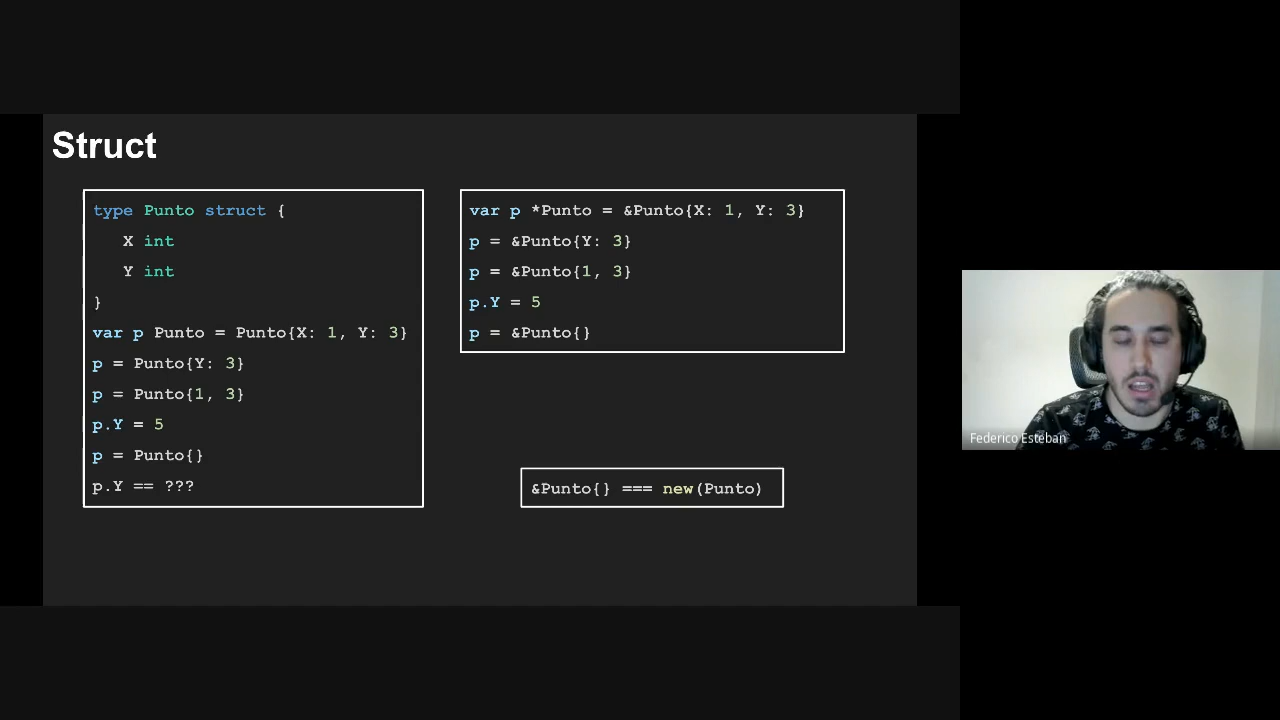 Struct
type Punto struct {
X int
Y int
}
var p Punto = Punto{X: 1, Y: 3}
p = Punto{Y: 3}
p = Punto{1, 3}
p.Y = 5
p = Punto{}
p.Y == ???
var p *Punto = &Punto{X: 1, Y: 3}
p = &Punto{Y: 3}
p = &Punto{1, 3}
p.Y = 5
p = &Punto{}
&Punto{} === new(Punto)
Federico Esteban